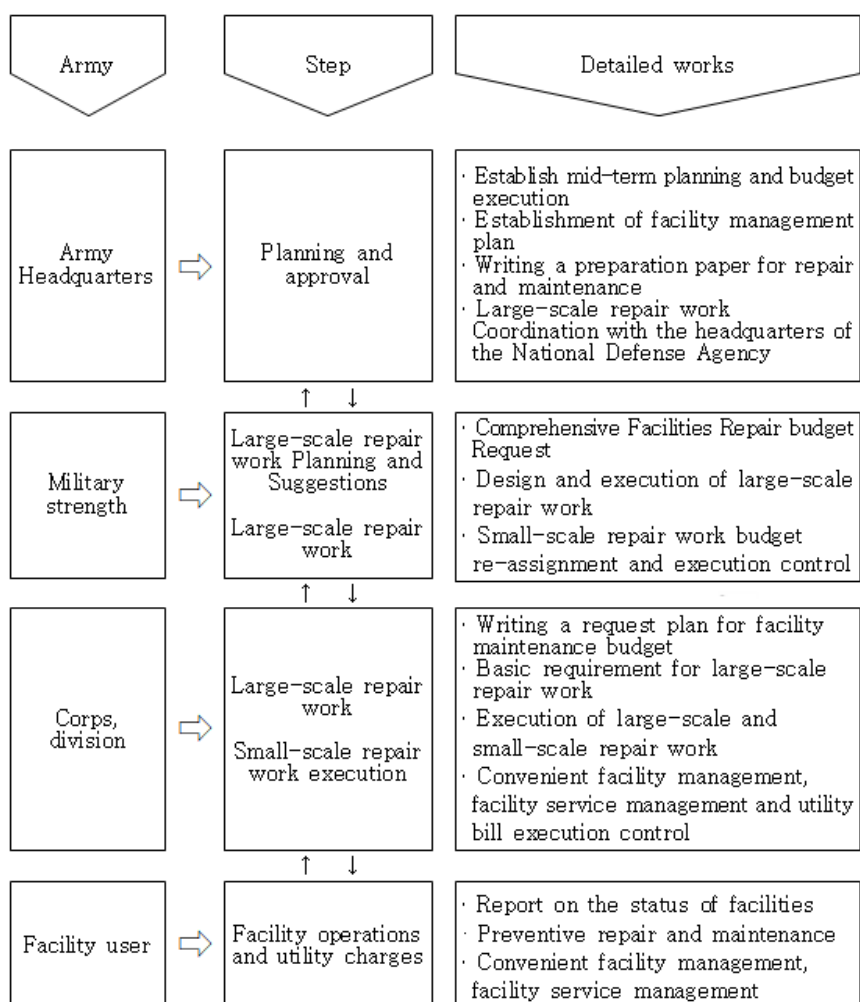 Army
Step
Detailed works
Army
Headquarters
⇨
Planning and
approval
· Establish mid-term planning and budget
execution
· Establishment of facility management
plan
· Writing a preparation paper for repair
and maintenance
· Large-scale repair work
Coordination with the headquarters of
the National Defense Agency
↑ ↓
Military
strength
⇨
Large-scale repair
work Planning and
Suggestions
Large-scale repair
work
· Comprehensive Facilities Repair budget
Request
· Design and execution of large-scale
repair work
· Small-scale repair work budget
re-assignment and execution control
↑ ↓
Corps,
division
⇨
Large-scale repair
work
Small-scale repair
work execution
· Writing a request plan for facility
maintenance budget
· Basic requirement for large-scale
repair work
· Execution of large-scale and
small-scale repair work
· Convenient facility management,
facility service management and utility
bill execution control
↑ ↓
Facility user
⇨
Facility operations
and utility charges
· Report on the status of facilities
· Preventive repair and maintenance
· Convenient facility management,
facility service management